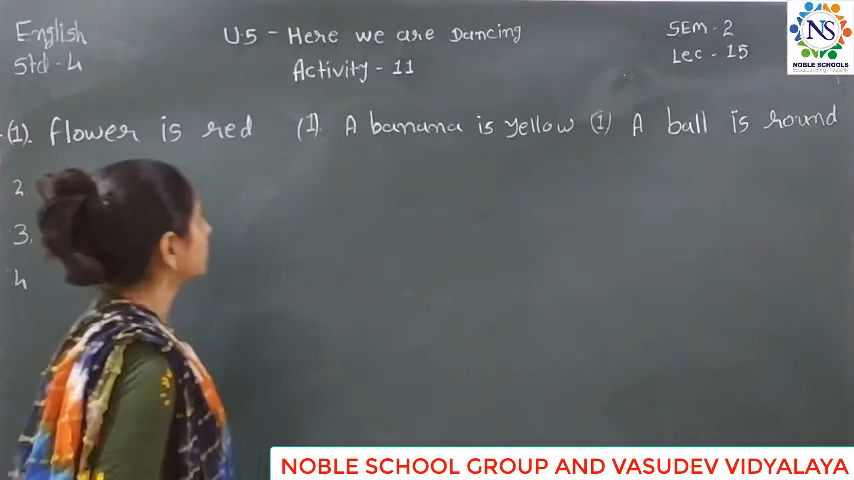 English
Std - 4
U.5 - Here we are Dancing
Activity - 11
SEM - 2
Lec - 15
NS
NOBLE SCHOOLS
(1). flower is red (1). A banana is yellow (1) A ball is round
2.
3.
4
NOBLE SCHOOL GROUP AND VASUDEV VIDYALAYA